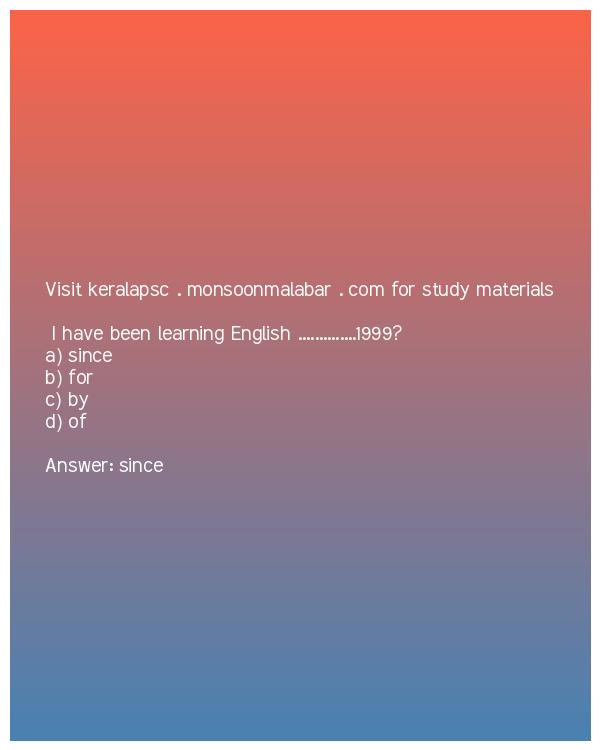 Visit keralapsc . monsoonmalabar . com for study materials
I have been learning English ..............1999?
a) since
b) for
c) by
d) of
Answer: since